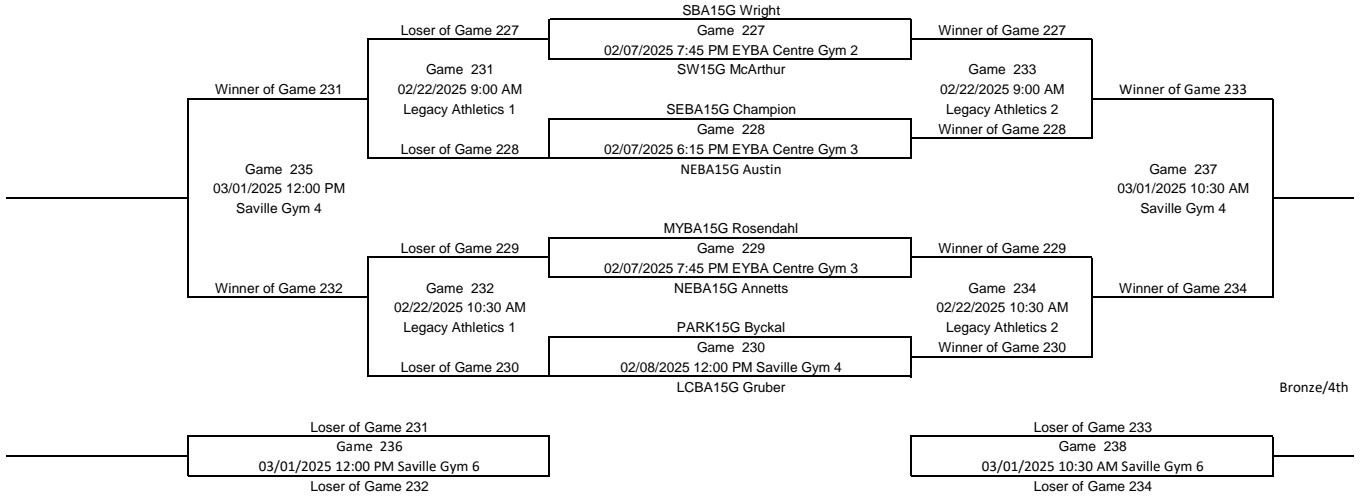 SBA15G Wright
Loser of Game 227
Game 227
Winner of Game 227
02/07/2025 7:45 PM EYBA Centre Gym 2
Game 231
SW15G McArthur
Game 233
02/22/2025 9:00 AM
02/22/2025 9:00 AM
Winner of Game 231
Winner of Game 233
Legacy Athletics 1
SEBA15G Champion
Legacy Athletics 2
Game 228
Winner of Game 228
Loser of Game 228
02/07/2025 6:15 PM EYBA Centre Gym 3
Game 235
NEBA15G Austin
Game 237
03/01/2025 12:00 PM
03/01/2025 10:30 AM
Saville Gym 4
Saville Gym 4
MYBA15G Rosendahl
Loser of Game 229
Game 229
Winner of Game 229
02/07/2025 7:45 PM EYBA Centre Gym 3
Winner of Game 232
Game 232
NEBA15G Annetts
Game 234
Winner of Game 234
02/22/2025 10:30 AM
02/22/2025 10:30 AM
Legacy Athletics 1
PARK15G Byckal
Legacy Athletics 2
Game 230
Winner of Game 230
Loser of Game 230
02/08/2025 12:00 PM Saville Gym 4
LCBA15G Gruber
Bronze/4th
Loser of Game 231
Loser of Game 233
Game 236
Game 238
03/01/2025 12:00 PM Saville Gym 6
03/01/2025 10:30 AM Saville Gym 6
Loser of Game 232
Loser of Game 234